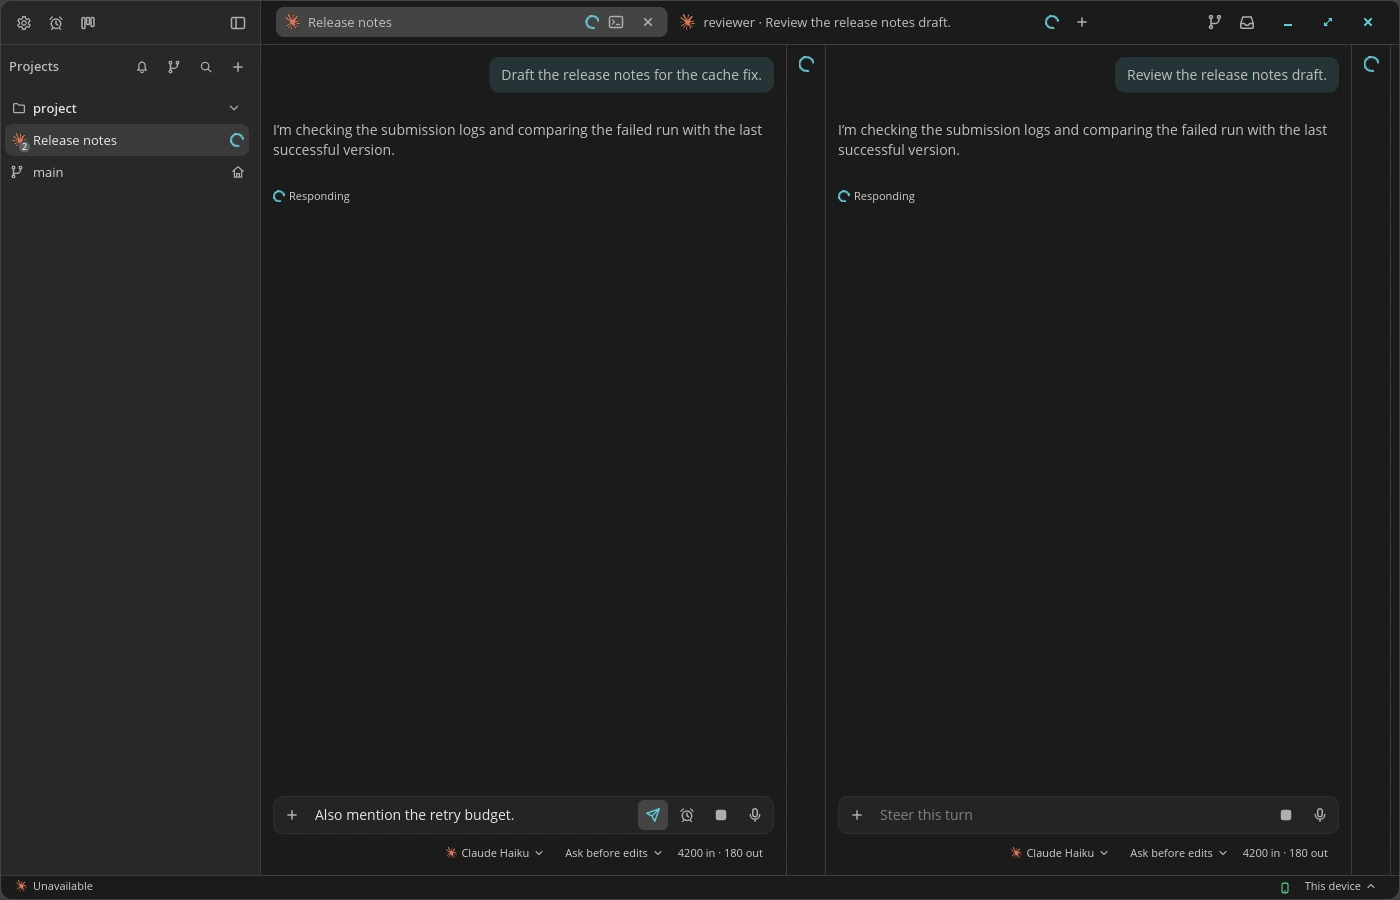 Release notes
reviewer · Review the release notes draft.
Projects
project
2
Release notes
main
Draft the release notes for the cache fix.
I'm checking the submission logs and comparing the failed run with the last
successful version.
Responding
Also mention the retry budget.
Claude Haiku
Ask before edits
4200 in · 180 out
Review the release notes draft.
I'm checking the submission logs and comparing the failed run with the last
successful version.
Responding
Steer this turn
Claude Haiku
Ask before edits
4200 in · 180 out
Unavailable
This device